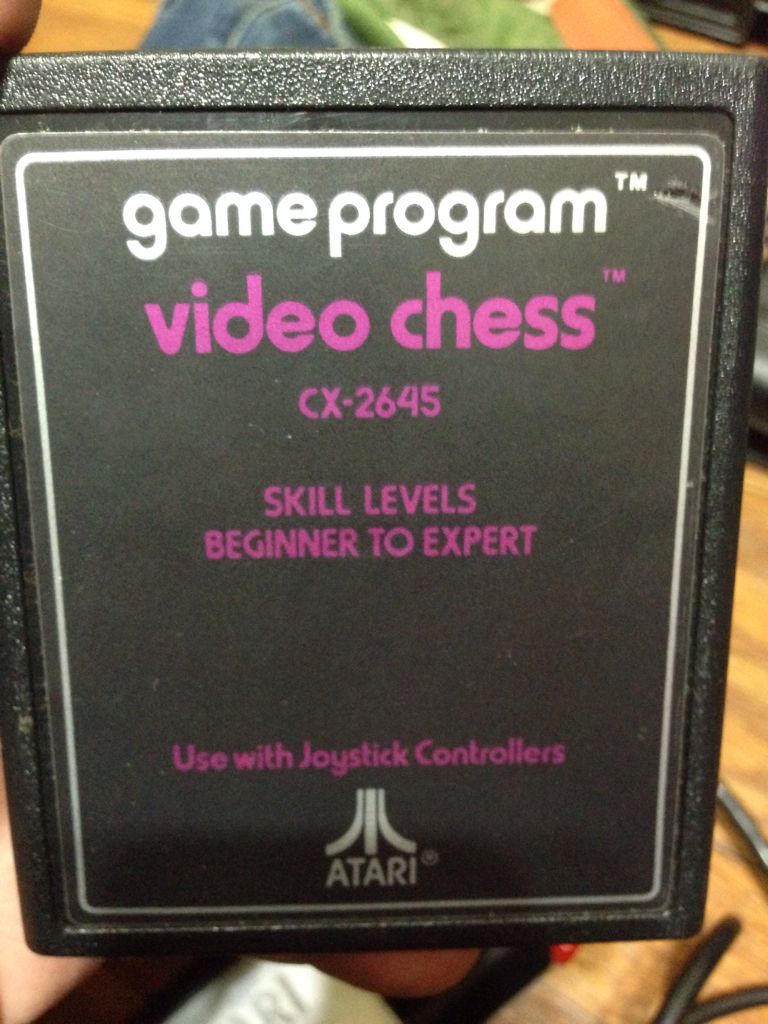 game program™
video chess™
CX-2645
SKILL LEVELS
BEGINNER TO EXPERT
Use with Joystick Controllers
ATARI®